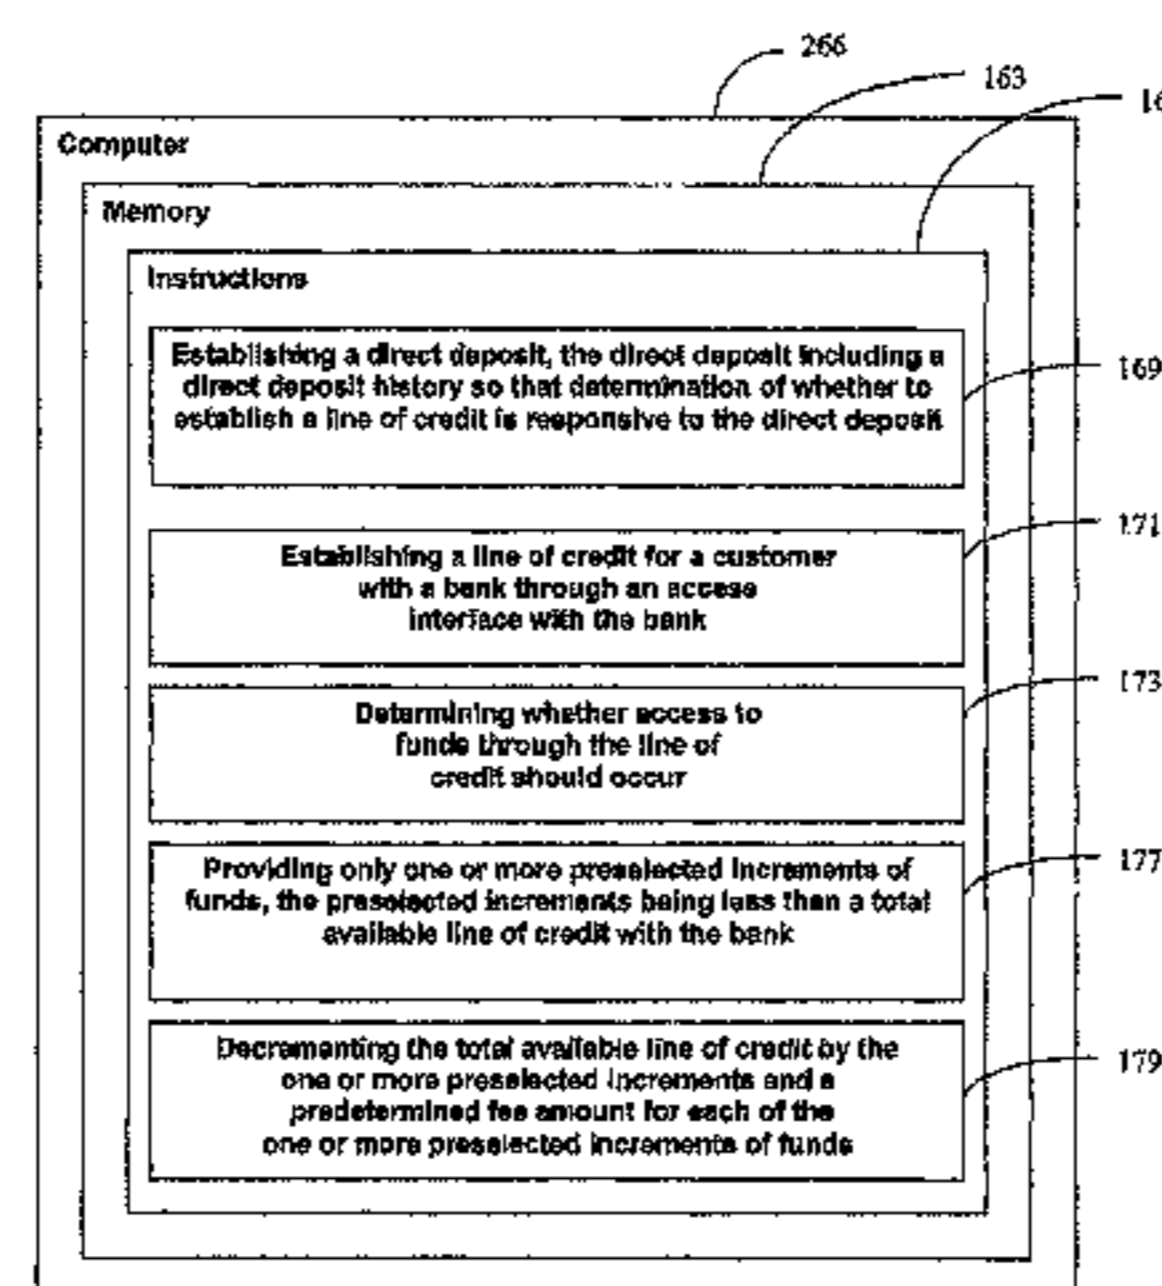 266
163
16
Computer
Memory
Instructions
Establishing a direct deposit, the direct deposit including a
direct deposit history so that determination of whether to
establish a line of credit is responsive to the direct deposit
169
Establishing a line of credit for a customer
with a bank through an access
interface with the bank
171
Determining whether access to
funds through the line of
credit should occur
173
Providing only one or more preselected increments of
funds, the preselected increments being less than a total
available line of credit with the bank
177
Decrementing the total available line of credit by the
one or more preselected increments and a
predetermined fee amount for each of the
one or more preselected increments of funds
179